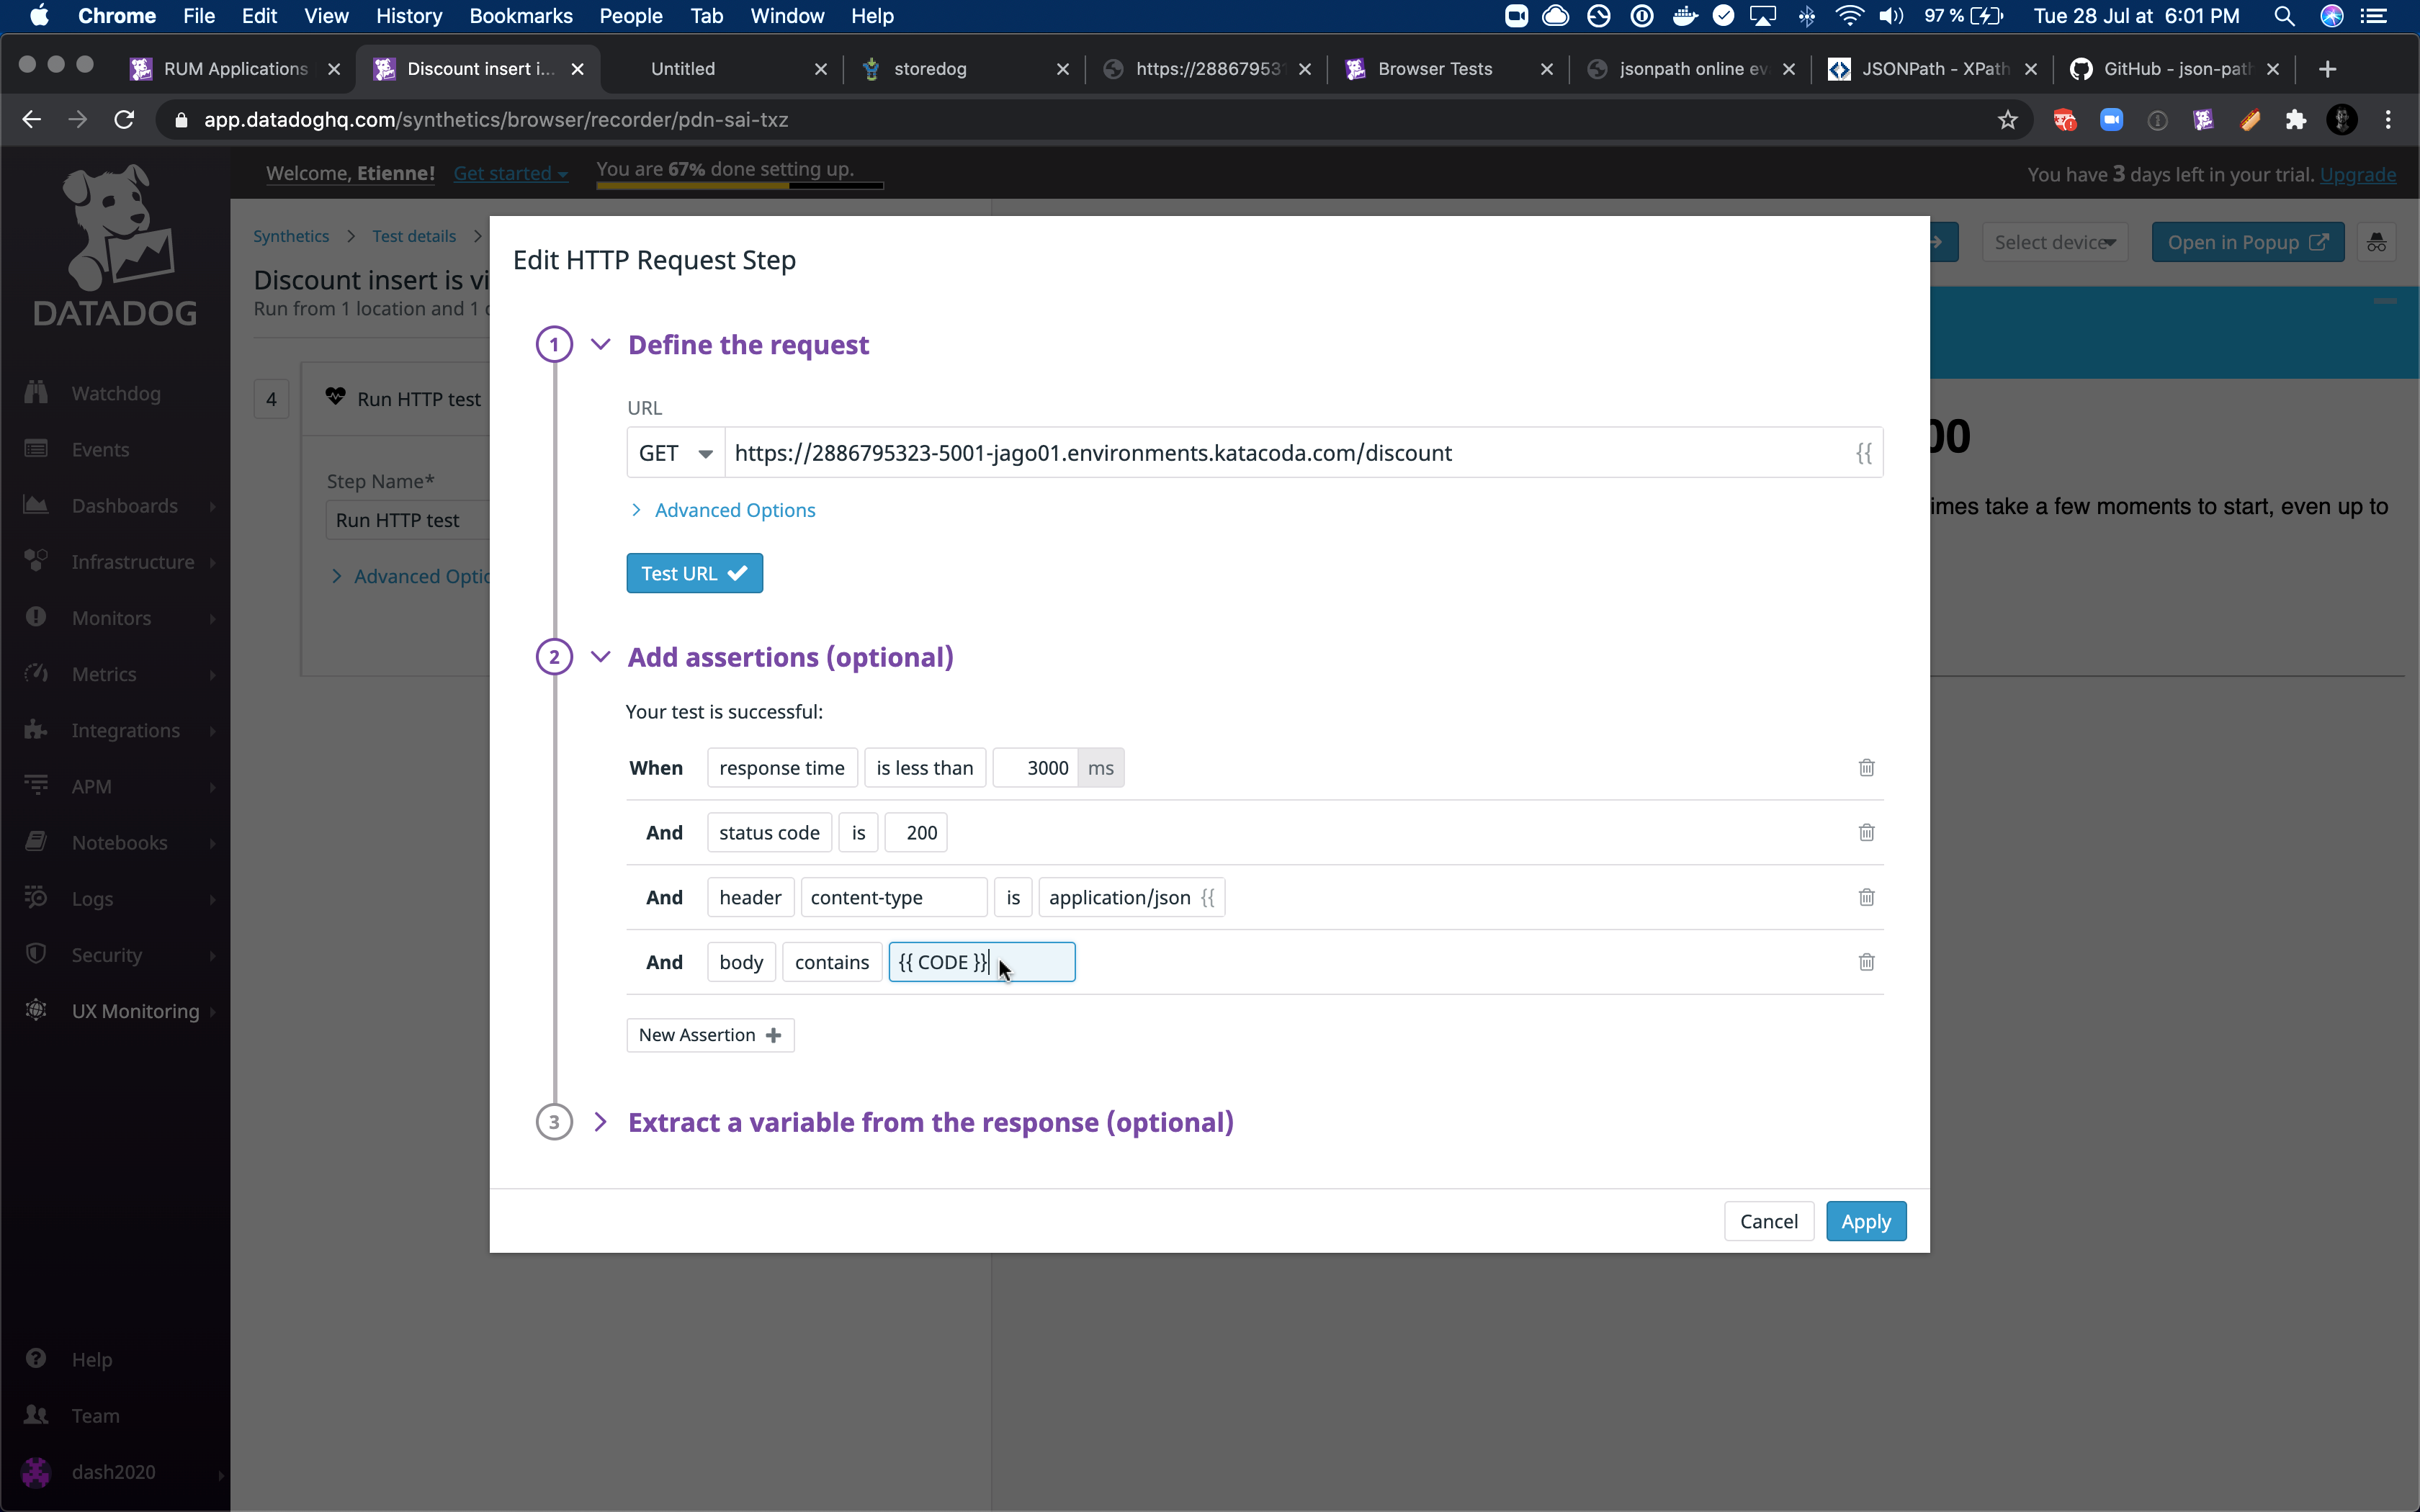 Chrome File Edit View History Bookmarks People Tab Window Help 97 % Tue 28 Jul at 6:01 PM
RUM Applications Discount insert i... Untitled storedog https://28867953 Browser Tests jsonpath online ev JSONPath - XPath GitHub - json-path
app.datadoghq.com/synthetics/browser/recorder/pdn-sai-txz
Welcome, Etienne! Get started You are 67% done setting up. You have 3 days left in your trial. Upgrade
DATADOG
Watchdog
Events
Dashboards
Infrastructure
Monitors
Metrics
Integrations
APM
Notebooks
Logs
Security
UX Monitoring
Help
Team
dash2020
Synthetics > Test details >
Select device Open in Popup
Discount insert is vi
Run from 1 location and 1
4 Run HTTP test
Step Name*
Run HTTP test
> Advanced Optio
00
imes take a few moments to start, even up to
Edit HTTP Request Step
1 Define the request
URL
GET https://2886795323-5001-jago01.environments.katacoda.com/discount {{
> Advanced Options
Test URL
2 Add assertions (optional)
Your test is successful:
When response time is less than 3000 ms
And status code is 200
And header content-type is application/json {{
And body contains {{ CODE }}
New Assertion +
3 Extract a variable from the response (optional)
Cancel Apply